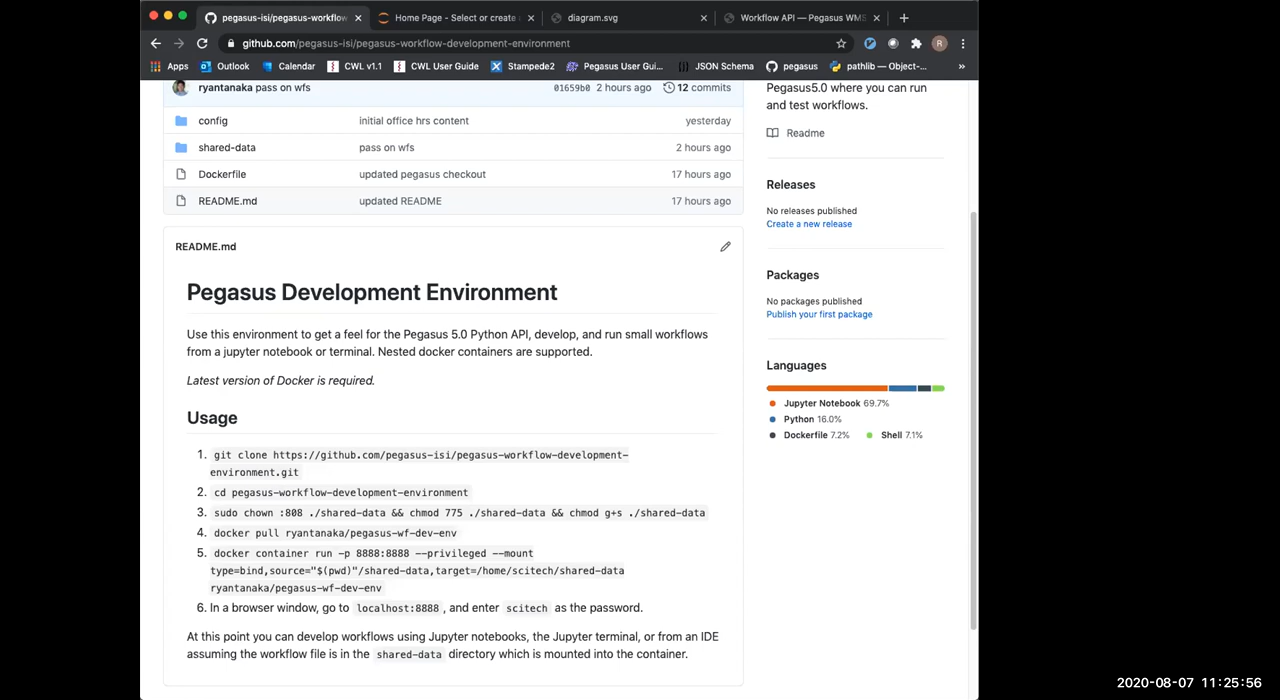 pegasus-isi/pegasus-workflow
Home Page - Select or create
diagram.svg
Workflow API — Pegasus WMS
github.com/pegasus-isi/pegasus-workflow-development-environment
R
Apps
Outlook
Calendar
CWL v1.1
CWL User Guide
Stampede2
Pegasus User Gui...
JSON Schema
pegasus
pathlib — Object-...
»
ryantanaka pass on wfs
01659b0 2 hours ago
12 commits
config
initial office hrs content
yesterday
shared-data
pass on wfs
2 hours ago
Dockerfile
updated pegasus checkout
17 hours ago
README.md
updated README
17 hours ago
README.md
Pegasus Development Environment
Use this environment to get a feel for the Pegasus 5.0 Python API, develop, and run small workflows
from a jupyter notebook or terminal. Nested docker containers are supported.
Latest version of Docker is required.
Usage
1. git clone https://github.com/pegasus-isi/pegasus-workflow-development-
environment.git
2. cd pegasus-workflow-development-environment
3. sudo chown :808 ./shared-data && chmod 775 ./shared-data && chmod g+s ./shared-data
4. docker pull ryantanaka/pegasus-wf-dev-env
5. docker container run -p 8888:8888 --privileged --mount
type=bind,source="$(pwd)"/shared-data,target=/home/scitech/shared-data
ryantanaka/pegasus-wf-dev-env
6. In a browser window, go to localhost:8888 , and enter scitech as the password.
At this point you can develop workflows using Jupyter notebooks, the Jupyter terminal, or from an IDE
assuming the workflow file is in the shared-data directory which is mounted into the container.
Pegasus5.0 where you can run
and test workflows.
Readme
Releases
No releases published
Create a new release
Packages
No packages published
Publish your first package
Languages
Jupyter Notebook 69.7%
Python 16.0%
Dockerfile 7.2%
Shell 7.1%
2020-08-07 11:25:56